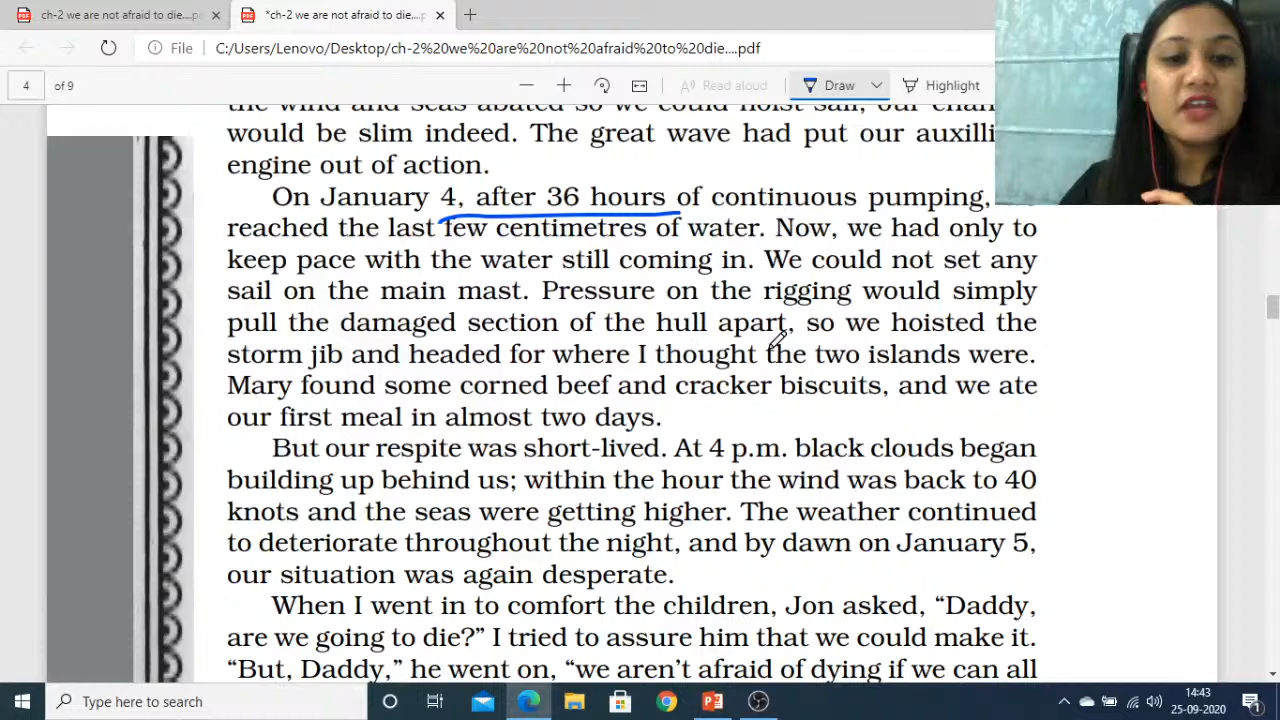 ch-2 we are not afraid to die....p
*ch-2 we are not afraid to die....p
File C:/Users/Lenovo/Desktop/ch-2%20we%20are%20not%20afraid%20to%20die....pdf
4 of 9 Read aloud Draw Highlight
the wind and seas abated so we could hoist sail, our
would be slim indeed. The great wave had put our
engine out of action.
On January 4, after 36 hours of continuous pumping,
reached the last few centimetres of water. Now, we had only to
keep pace with the water still coming in. We could not set any
sail on the main mast. Pressure on the rigging would simply
pull the damaged section of the hull apart, so we hoisted the
storm jib and headed for where I thought the two islands were.
Mary found some corned beef and cracker biscuits, and we ate
our first meal in almost two days.
But our respite was short-lived. At 4 p.m. black clouds began
building up behind us; within the hour the wind was back to 40
knots and the seas were getting higher. The weather continued
to deteriorate throughout the night, and by dawn on January 5,
our situation was again desperate.
When I went in to comfort the children, Jon asked, “Daddy,
are we going to die?” I tried to assure him that we could make it.
“But, Daddy,” he went on, “we aren’t afraid of dying if we can all
Type here to search
14:43
25-09-2020
1